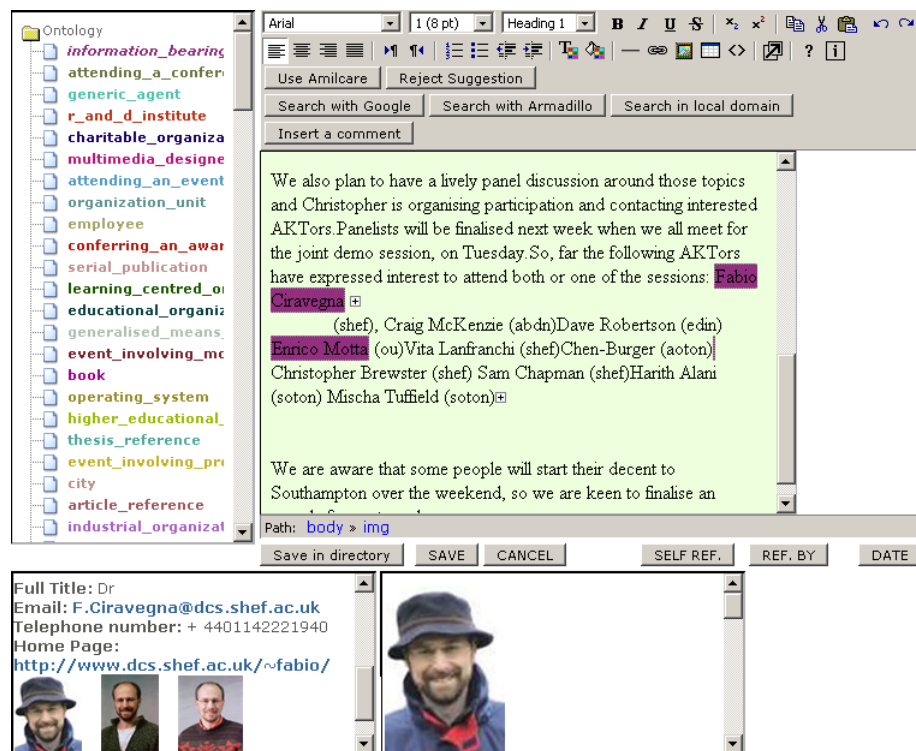 Ontology
information_bearing
attending_a_confer
generic_agent
r_and_d_institute
charitable_organiza
multimedia_designe
attending_an_event
organization_unit
employee
conferring_an_awar
serial_publication
learning_centred_o
educational_organiz
generalised_means_
event_involving_mo
book
operating_system
higher_educational_
thesis_reference
event_involving_pro
city
article_reference
industrial_organizat
Arial 1 (8 pt) Heading 1 B I U S ×₂ ×²
? i
Use Amilcare Reject Suggestion
Search with Google Search with Armadillo Search in local domain
Insert a comment
We also plan to have a lively panel discussion around those topics
and Christopher is organising participation and contacting interested
AKTors.Panelists will be finalised next week when we all meet for
the joint demo session, on Tuesday.So, far the following AKTors
have expressed interest to attend both or one of the sessions: Fabio
Ciravegna
(shef), Craig McKenzie (abdn)Dave Robertson (edin)
Enrico Motta (ou)Vita Lanfranchi (shef)Chen-Burger (aoton)
Christopher Brewster (shef) Sam Chapman (shef)Harith Alani
(soton) Mischa Tuffield (soton)
We are aware that some people will start their decent to
Southampton over the weekend, so we are keen to finalise an
Path: body » img
Save in directory SAVE CANCEL SELF REF. REF. BY DATE
Full Title: Dr
Email: F.Ciravegna@dcs.shef.ac.uk
Telephone number: + 4401142221940
Home Page:
http://www.dcs.shef.ac.uk/~fabio/